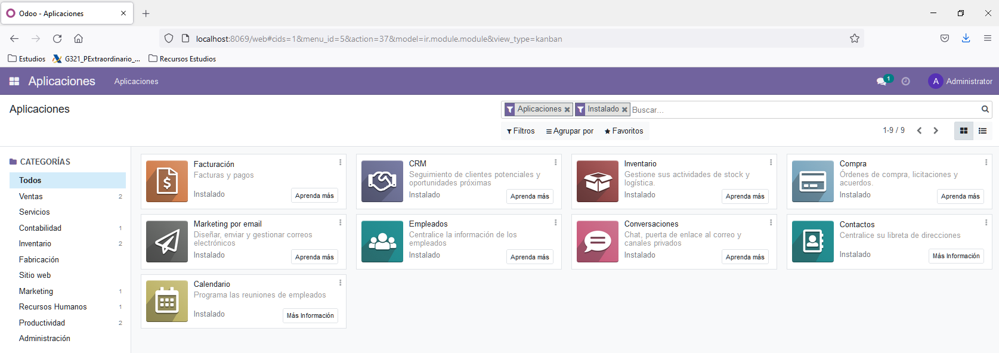 Odoo - Aplicaciones
localhost:8069/web#cids=1&menu_id=5&action=37&model=ir.module.module&view_type=kanban
Estudios G321_PExtraordinario_... Recursos Estudios
Aplicaciones Aplicaciones 1 A Administrator
Aplicaciones
Aplicaciones Instalado Buscar...
Filtros Agrupar por Favoritos 1-9 / 9
CATEGORÍAS
Todos
Ventas 2
Servicios
Contabilidad 1
Inventario 2
Fabricación
Sitio web
Marketing 1
Recursos Humanos 1
Productividad 2
Administración
Facturación
Facturas y pagos
Instalado
Aprenda más
CRM
Seguimiento de clientes potenciales y
oportunidades próximas
Instalado
Aprenda más
Inventario
Gestione sus actividades de stock y
logística.
Instalado
Aprenda más
Compra
Órdenes de compra, licitaciones y
acuerdos.
Instalado
Aprenda más
Marketing por email
Diseñar, enviar y gestionar correos
electrónicos
Instalado
Aprenda más
Empleados
Centralice la información de los
empleados
Instalado
Aprenda más
Conversaciones
Chat, puerta de enlace al correo y
canales privados
Instalado
Aprenda más
Contactos
Centralice su libreta de direcciones
Instalado
Más Información
Calendario
Programa las reuniones de empleados
Instalado
Más Información